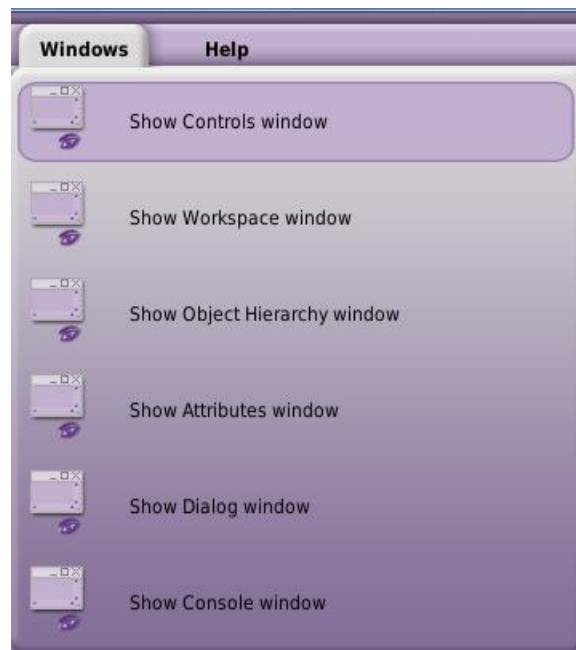 Windows Help
Show Controls window
Show Workspace window
Show Object Hierarchy window
Show Attributes window
Show Dialog window
Show Console window